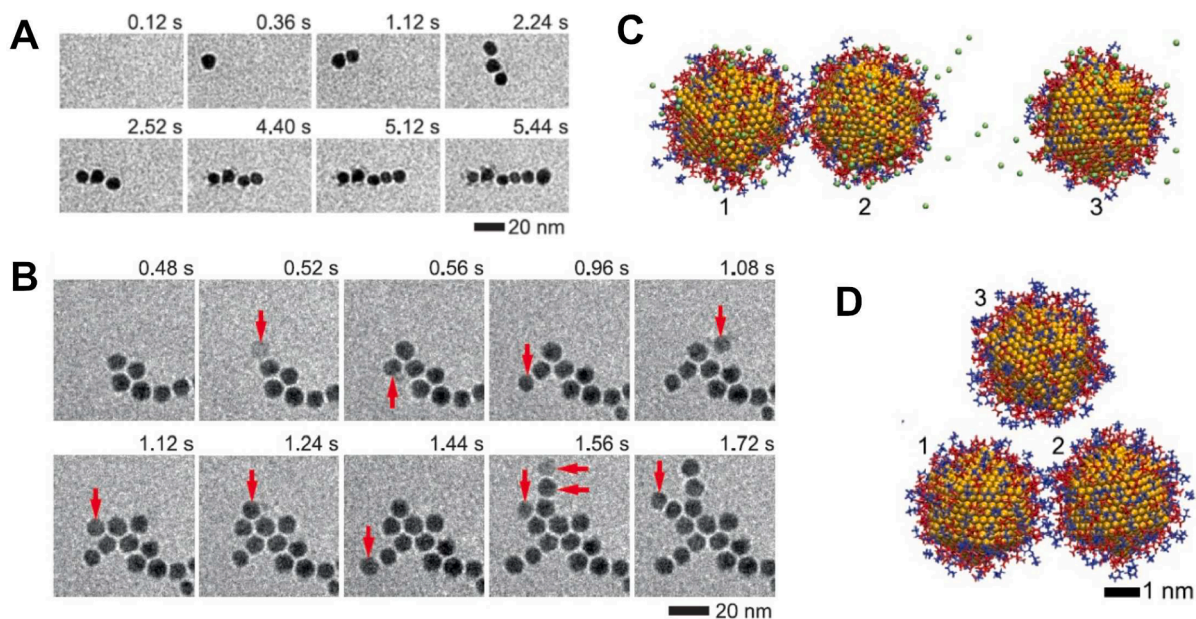 A
0.12 s
0.36 s
1.12 s
2.24 s
2.52 s
4.40 s
5.12 s
5.44 s
20 nm
B
0.48 s
0.52 s
0.56 s
0.96 s
1.08 s
1.12 s
1.24 s
1.44 s
1.56 s
1.72 s
20 nm
C
1
2
3
D
3
1
2
1 nm